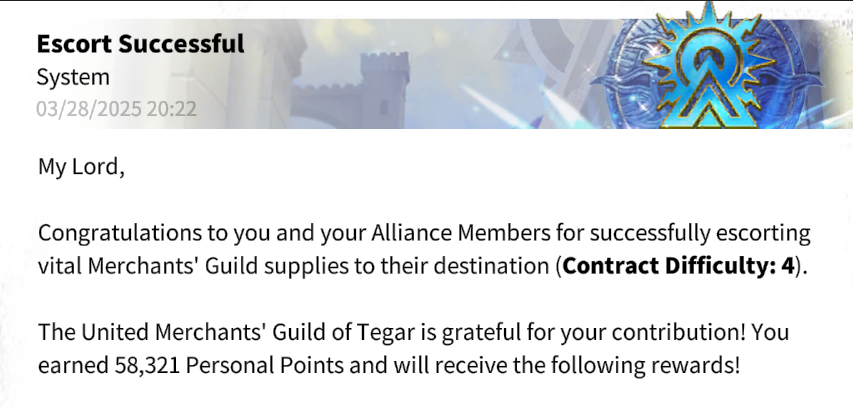 Escort Successful
System
03/28/2025 20:22
My Lord,
Congratulations to you and your Alliance Members for successfully escorting
vital Merchants' Guild supplies to their destination (Contract Difficulty: 4).
The United Merchants' Guild of Tegar is grateful for your contribution! You
earned 58,321 Personal Points and will receive the following rewards!